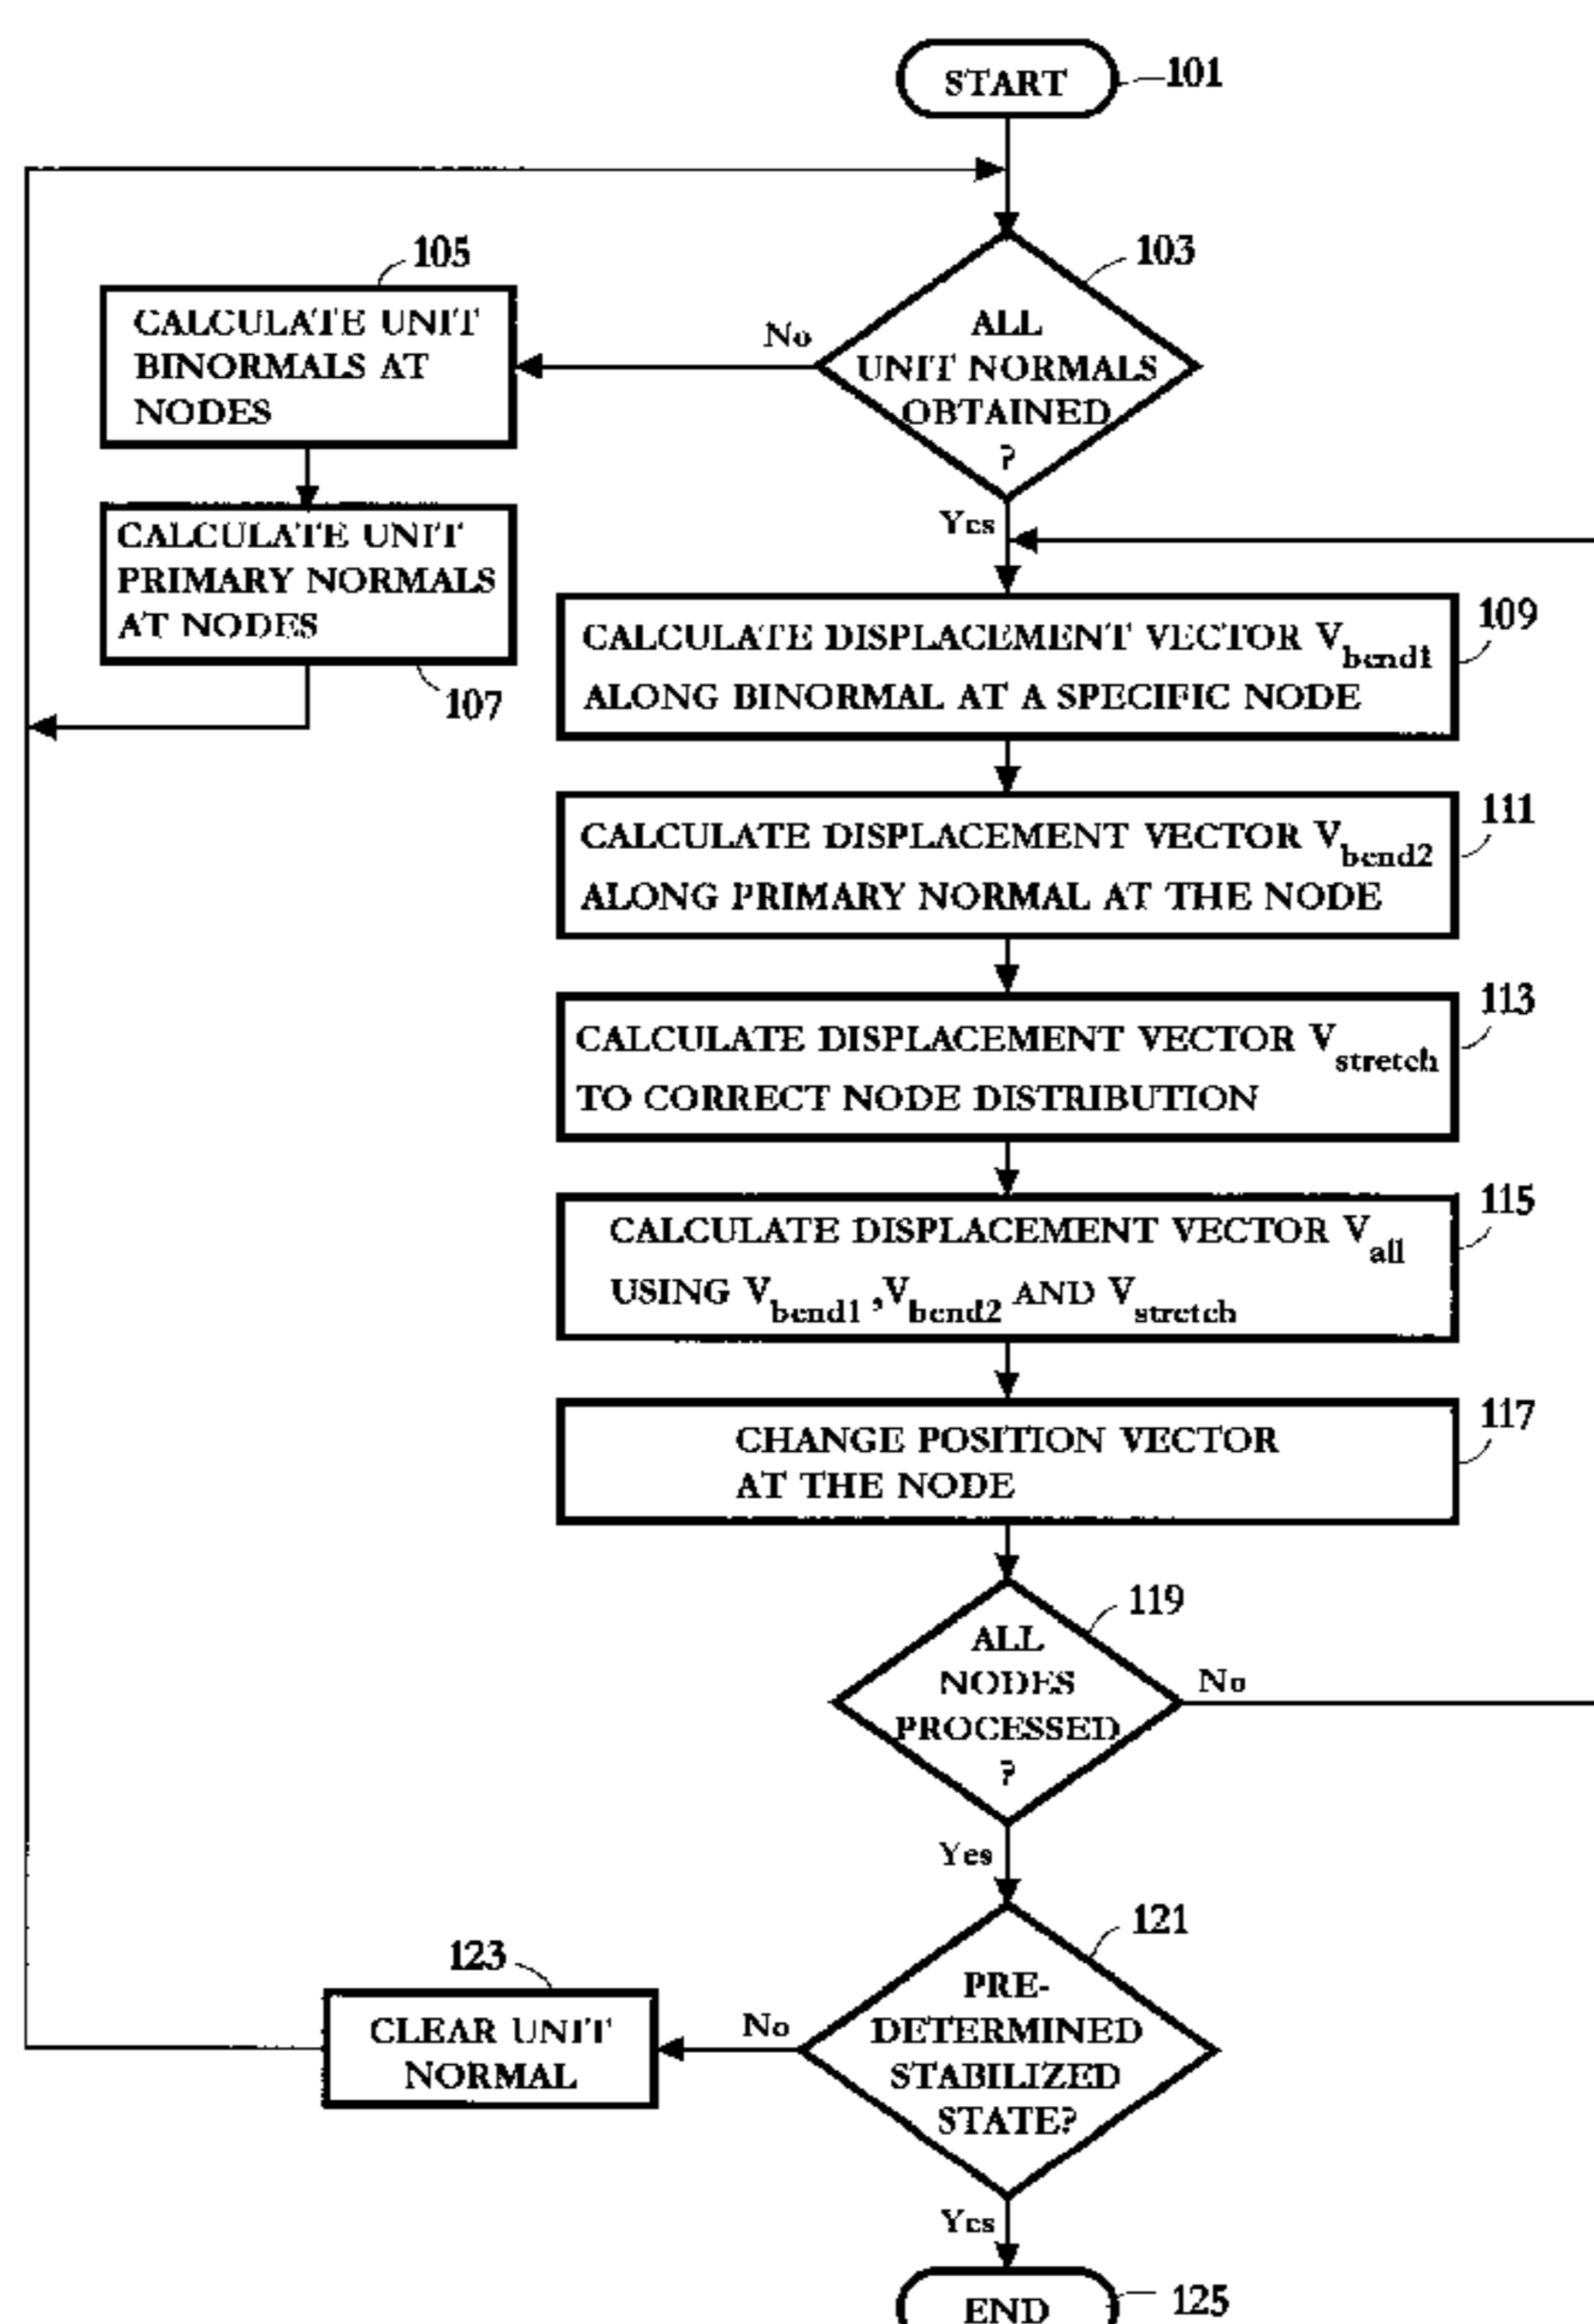 START
101
103
ALL
UNIT NORMALS
OBTAINED
?
No
Yes
105
CALCULATE UNIT
BINORMALS AT
NODES
CALCULATE UNIT
PRIMARY NORMALS
AT NODES
107
109
CALCULATE DISPLACEMENT VECTOR Vbend1
ALONG BINORMAL AT A SPECIFIC NODE
111
CALCULATE DISPLACEMENT VECTOR Vbend2
ALONG PRIMARY NORMAL AT THE NODE
113
CALCULATE DISPLACEMENT VECTOR Vstretch
TO CORRECT NODE DISTRIBUTION
115
CALCULATE DISPLACEMENT VECTOR Vall
USING Vbend1 ,Vbend2 AND Vstretch
117
CHANGE POSITION VECTOR
AT THE NODE
119
ALL
NODES
PROCESSED
?
No
Yes
121
PRE-
DETERMINED
STABILIZED
STATE?
No
123
CLEAR UNIT
NORMAL
Yes
END
125